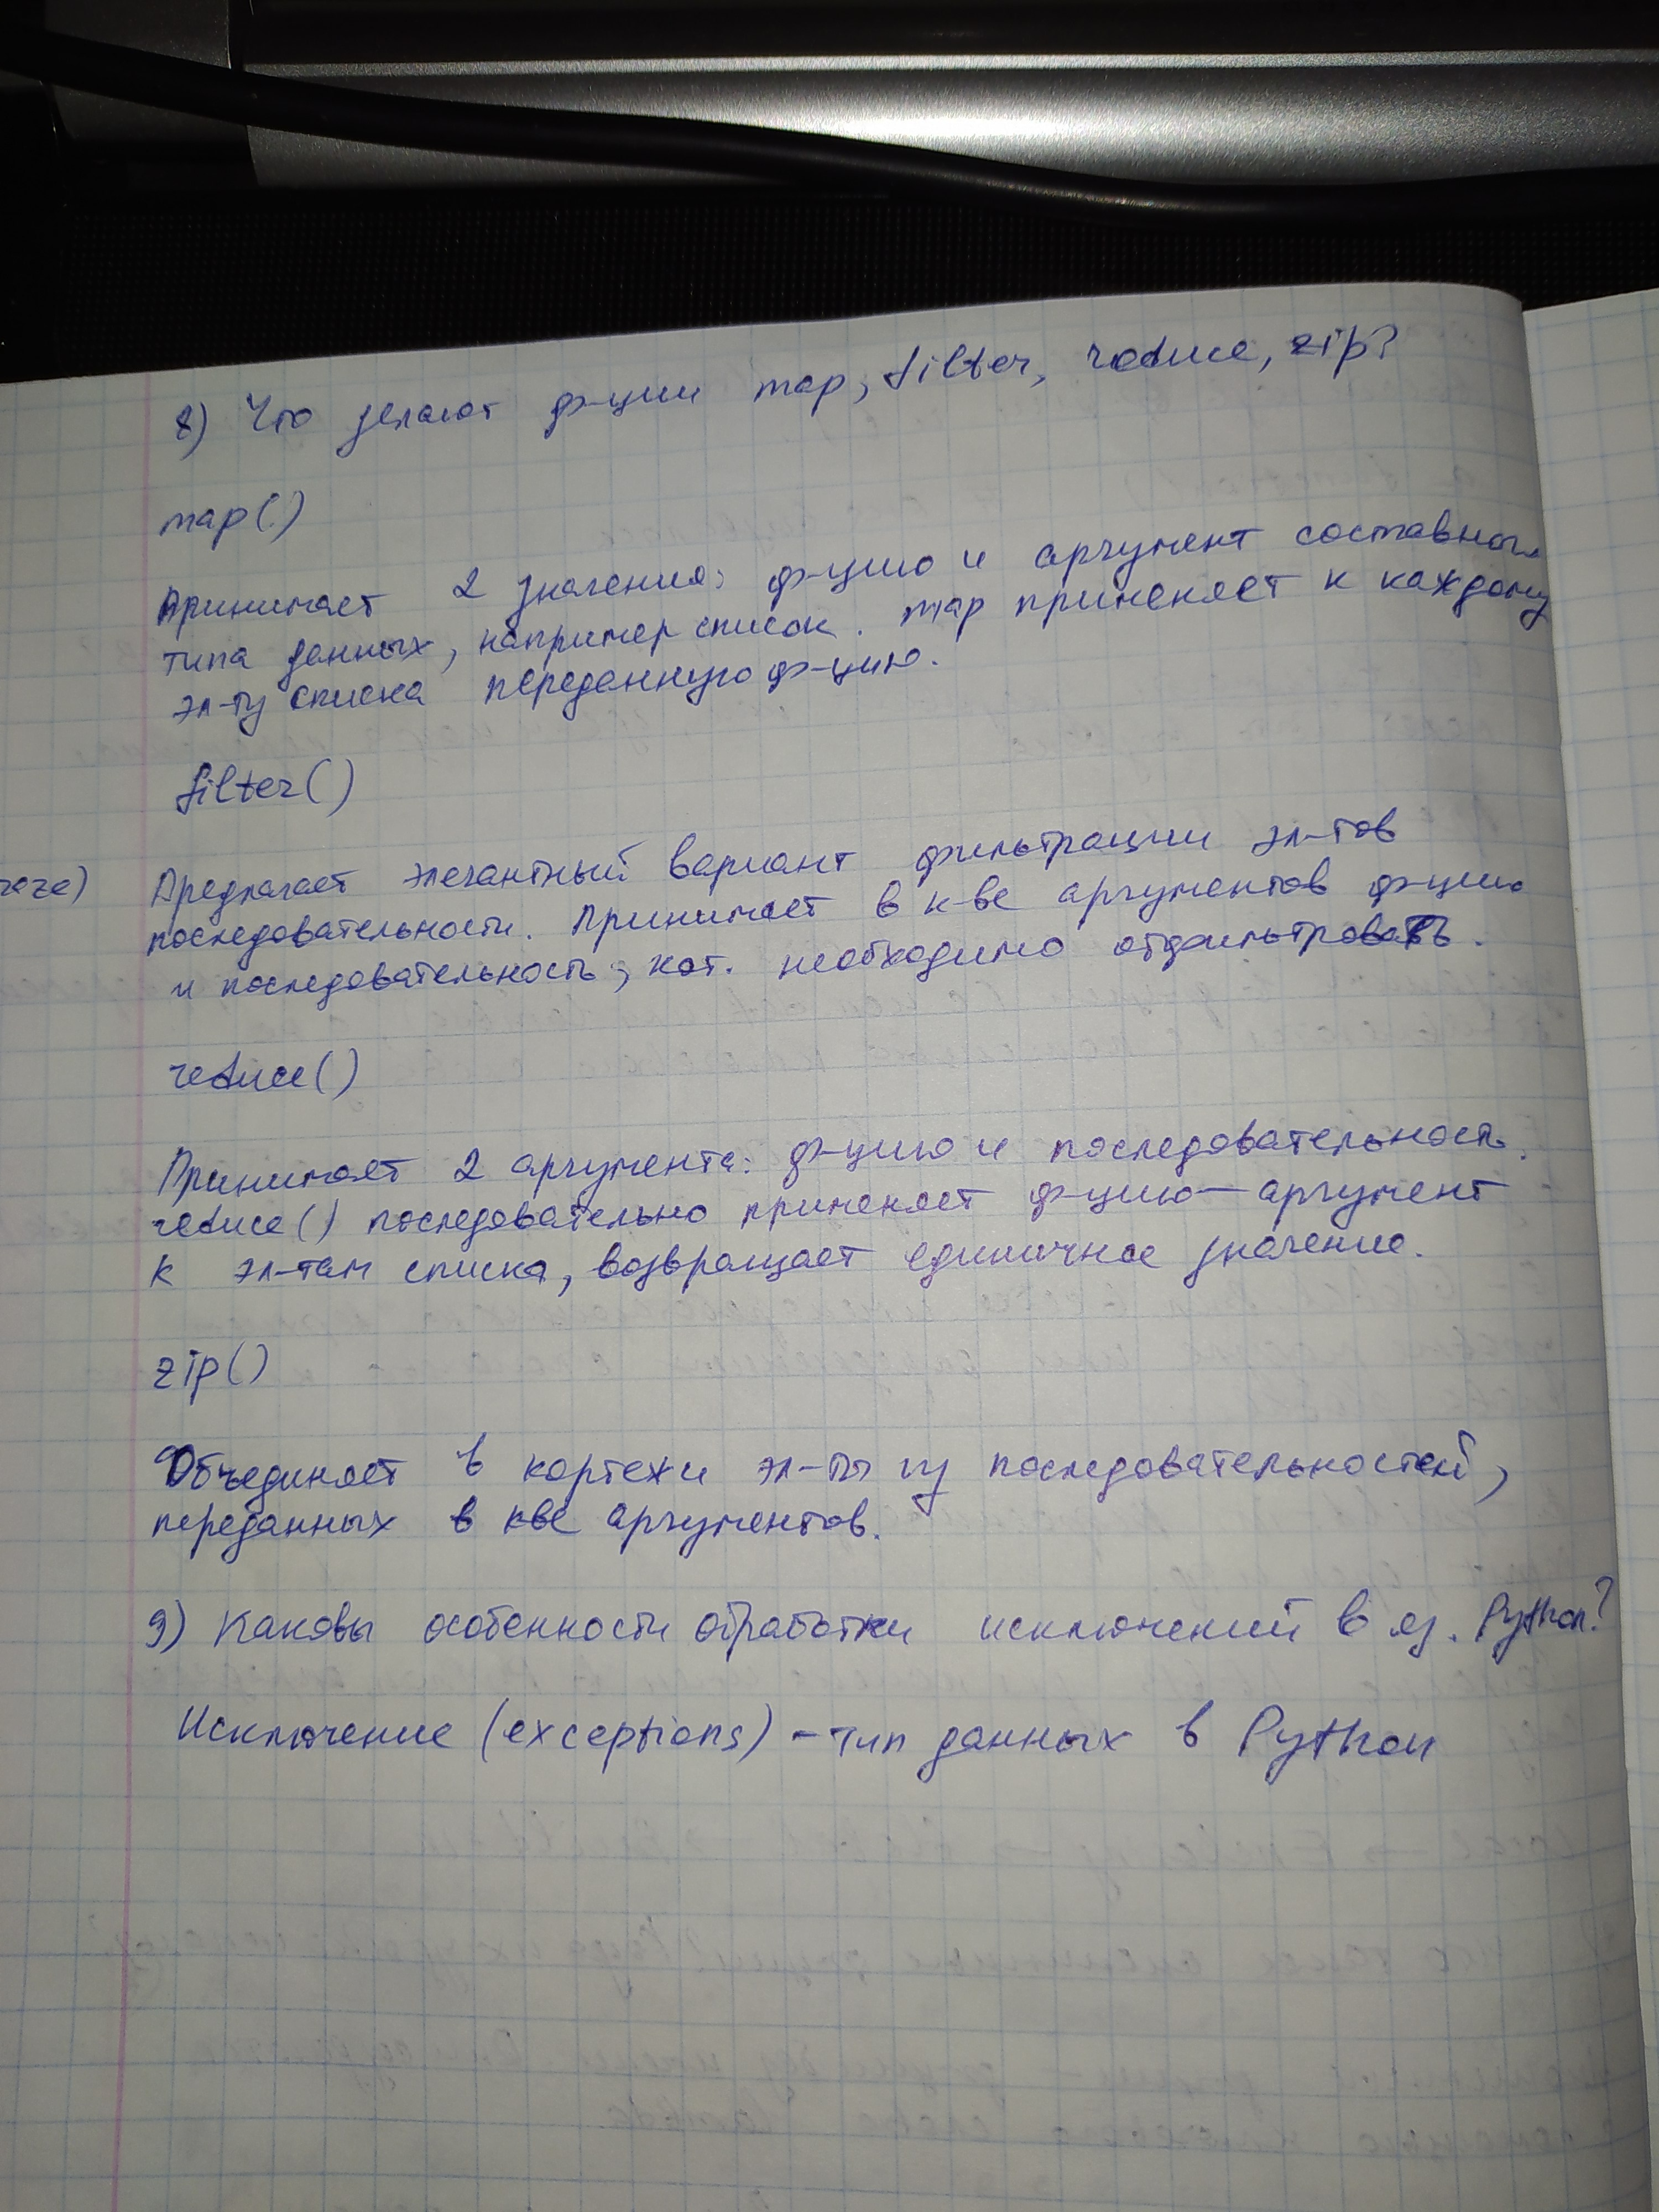 8) Что делают ф-ции map, filter, reduce, zip?
map()
Принимает 2 значения: ф-цию и аргумент составного
типа данных, например список. map применяет к каждому
эл-ту списка переданную ф-цию.
filter()
Предлагает элегантный вариант фильтрации эл-тов
последовательности. Принимает в к-ве аргументов ф-цию
и последовательность, кот. необходимо отфильтровать.
reduce()
Принимает 2 аргумента: ф-цию и последовательность.
reduce() последовательно применяет ф-цию-аргумент
к эл-там списка, возвращает единичное значение.
zip()
Объединяет в кортежи эл-ты из последовательностей,
переданных в кве аргументов.
9) Каковы особенности обработки исключений в яз. Python?
Исключение (exceptions) - тип данных в Python